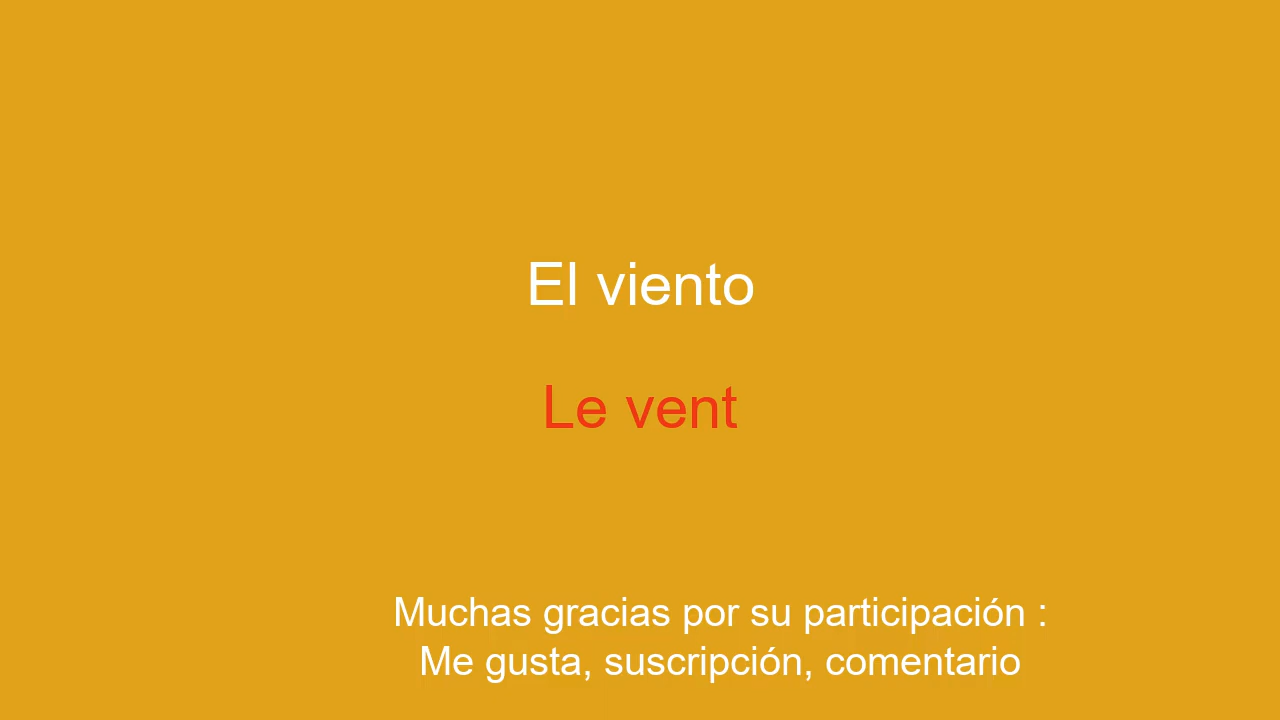 El viento
Le vent
Muchas gracias por su participación :
Me gusta, suscripción, comentario